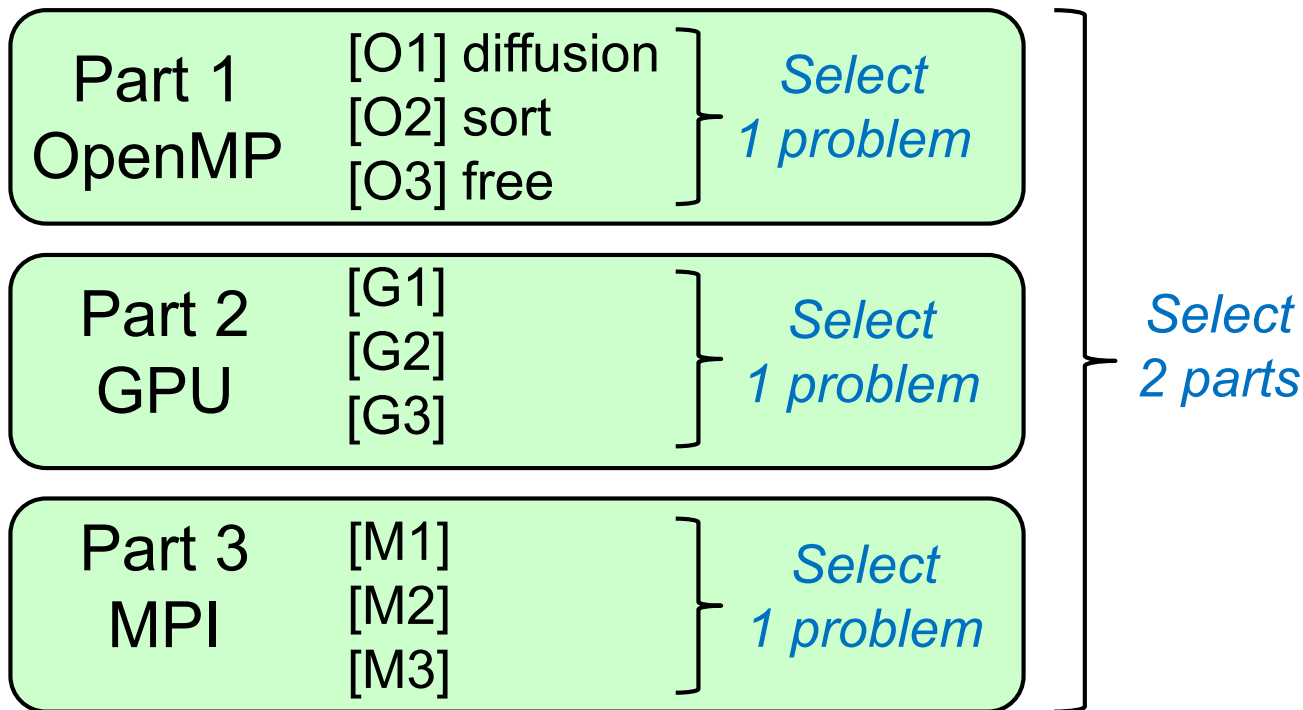 Part 1
OpenMP
[O1] diffusion
[O2] sort
[O3] free
Select
1 problem
Part 2
GPU
[G1]
[G2]
[G3]
Select
1 problem
Part 3
MPI
[M1]
[M2]
[M3]
Select
1 problem
Select
2 parts